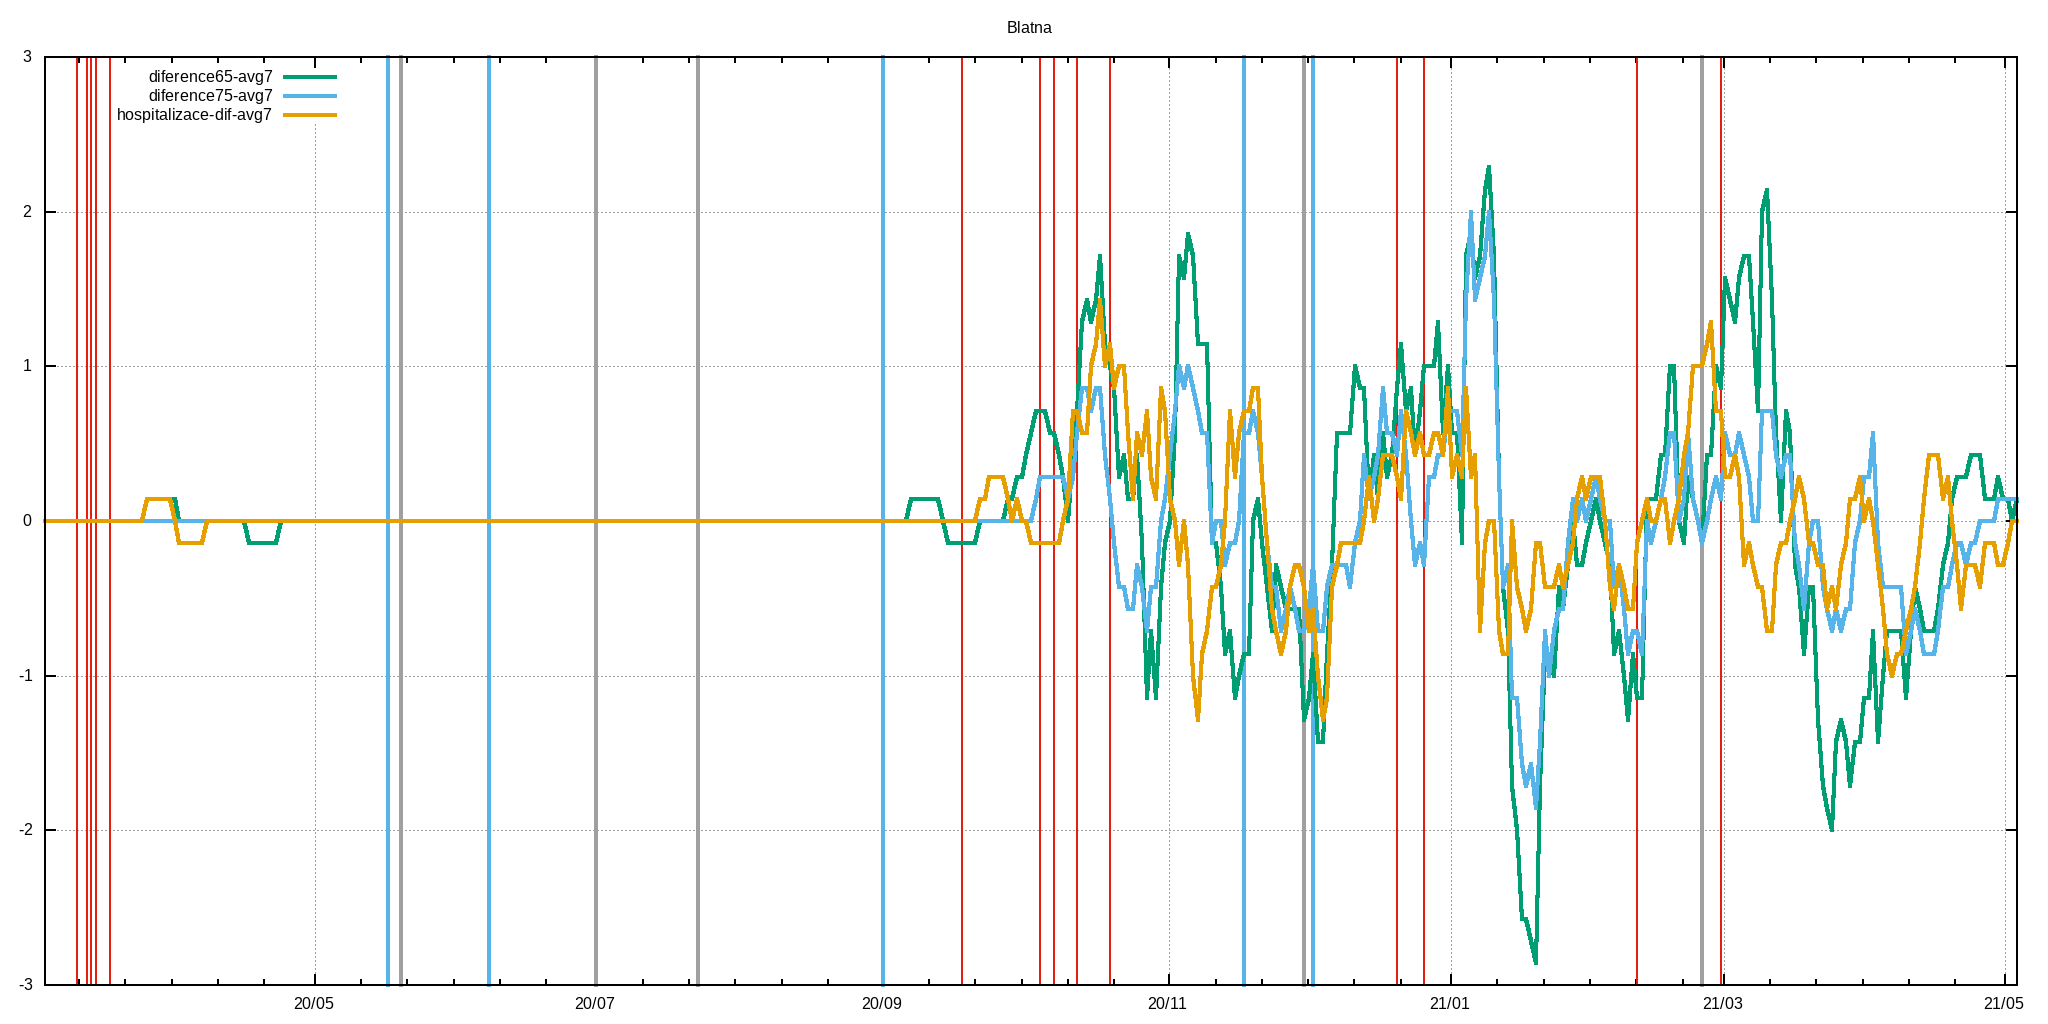 Blatna
diference65-avg7
diference75-avg7
hospitalizace-dif-avg7
3
2
1
0
-1
-2
-3
20/05 20/07 20/09 20/11 21/01 21/03 21/05